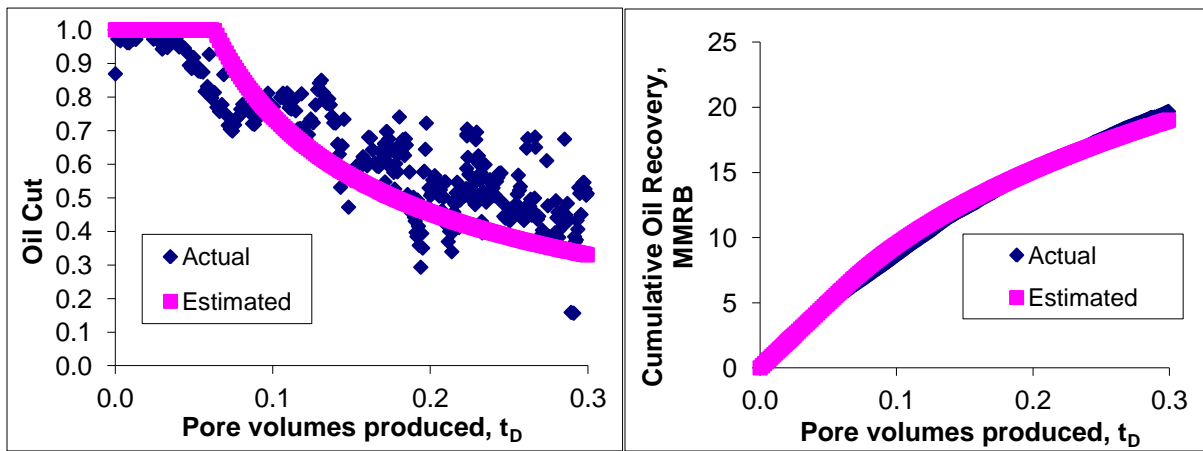 1.0
0.9
0.8
0.7
0.6
0.5
0.4
0.3
0.2
0.1
0.0
Oil Cut
Actual
Estimated
0.0 0.1 0.2 0.3
Pore volumes produced, tD
25
20
15
10
5
0
Cumulative Oil Recovery,
MMRB
Actual
Estimated
0.0 0.1 0.2 0.3
Pore volumes produced, tD